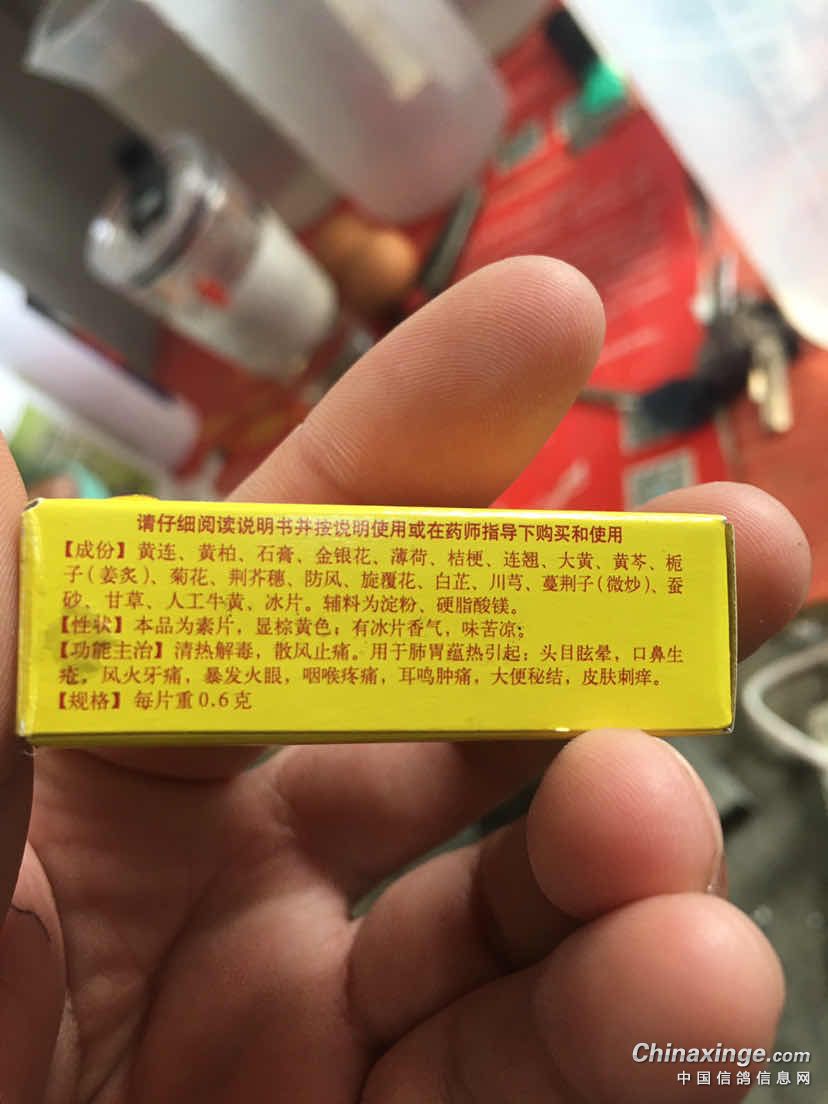 请仔细阅读说明书并按说明使用或在药师指导下购买和使用
【成份】黄连、黄柏、石膏、金银花、薄荷、桔梗、连翘、大黄、黄芩、栀
子(姜炙)、菊花、荆芥穗、防风、旋覆花、白芷、川芎、蔓荆子(微炒)、蚕
砂、甘草、人工牛黄、冰片。辅料为淀粉、硬脂酸镁。
【性状】本品为素片，显棕黄色；有冰片香气，味苦凉；
【功能主治】清热解毒，散风止痛。用于肺胃蕴热引起：头目眩晕，口鼻生
疮，风火牙痛，暴发火眼，咽喉疼痛，耳鸣肿痛，大便秘结，皮肤刺痒。
【规格】每片重0.6克
Chinaxinge.com
中国信鸽信息网